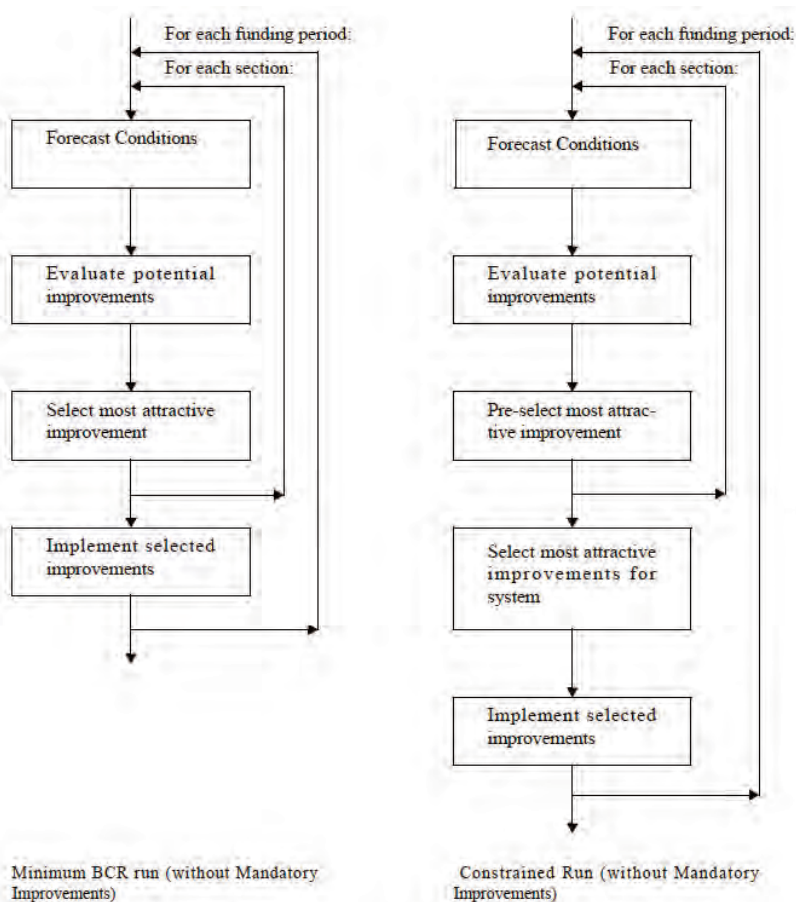 For each funding period:
For each section:
Forecast Conditions
Evaluate potential
improvements
Select most attractive
improvement
Implement selected
improvements
Minimum BCR run (without Mandatory
Improvements)
For each funding period:
For each section:
Forecast Conditions
Evaluate potential
improvements
Pre-select most attrac-
tive improvement
Select most attractive
improvements for
system
Implement selected
improvements
Constrained Run (without Mandatory
Improvements)